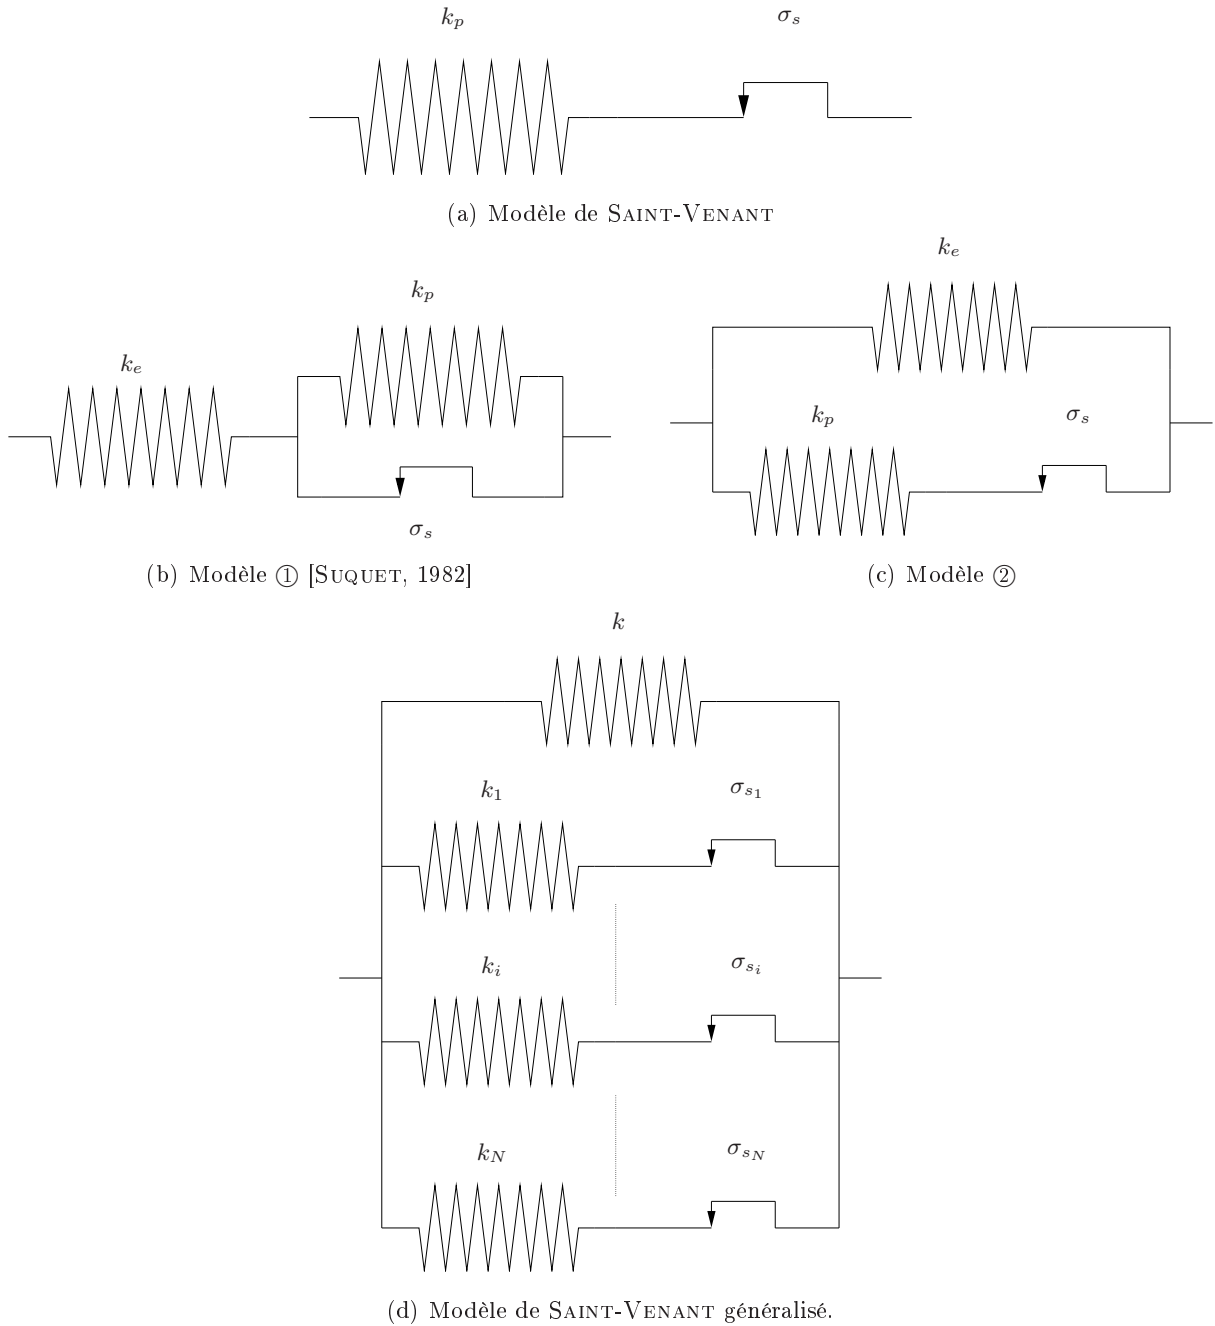 k_p σ_s
(a) Modèle de SAINT-VENANT
k_e
k_p
k_e
σ_s
k_p σ_s
(b) Modèle ① [SUQUET, 1982]
(c) Modèle ②
k
k_1 σ_{s_1}
k_i σ_{s_i}
k_N σ_{s_N}
(d) Modèle de SAINT-VENANT généralisé.